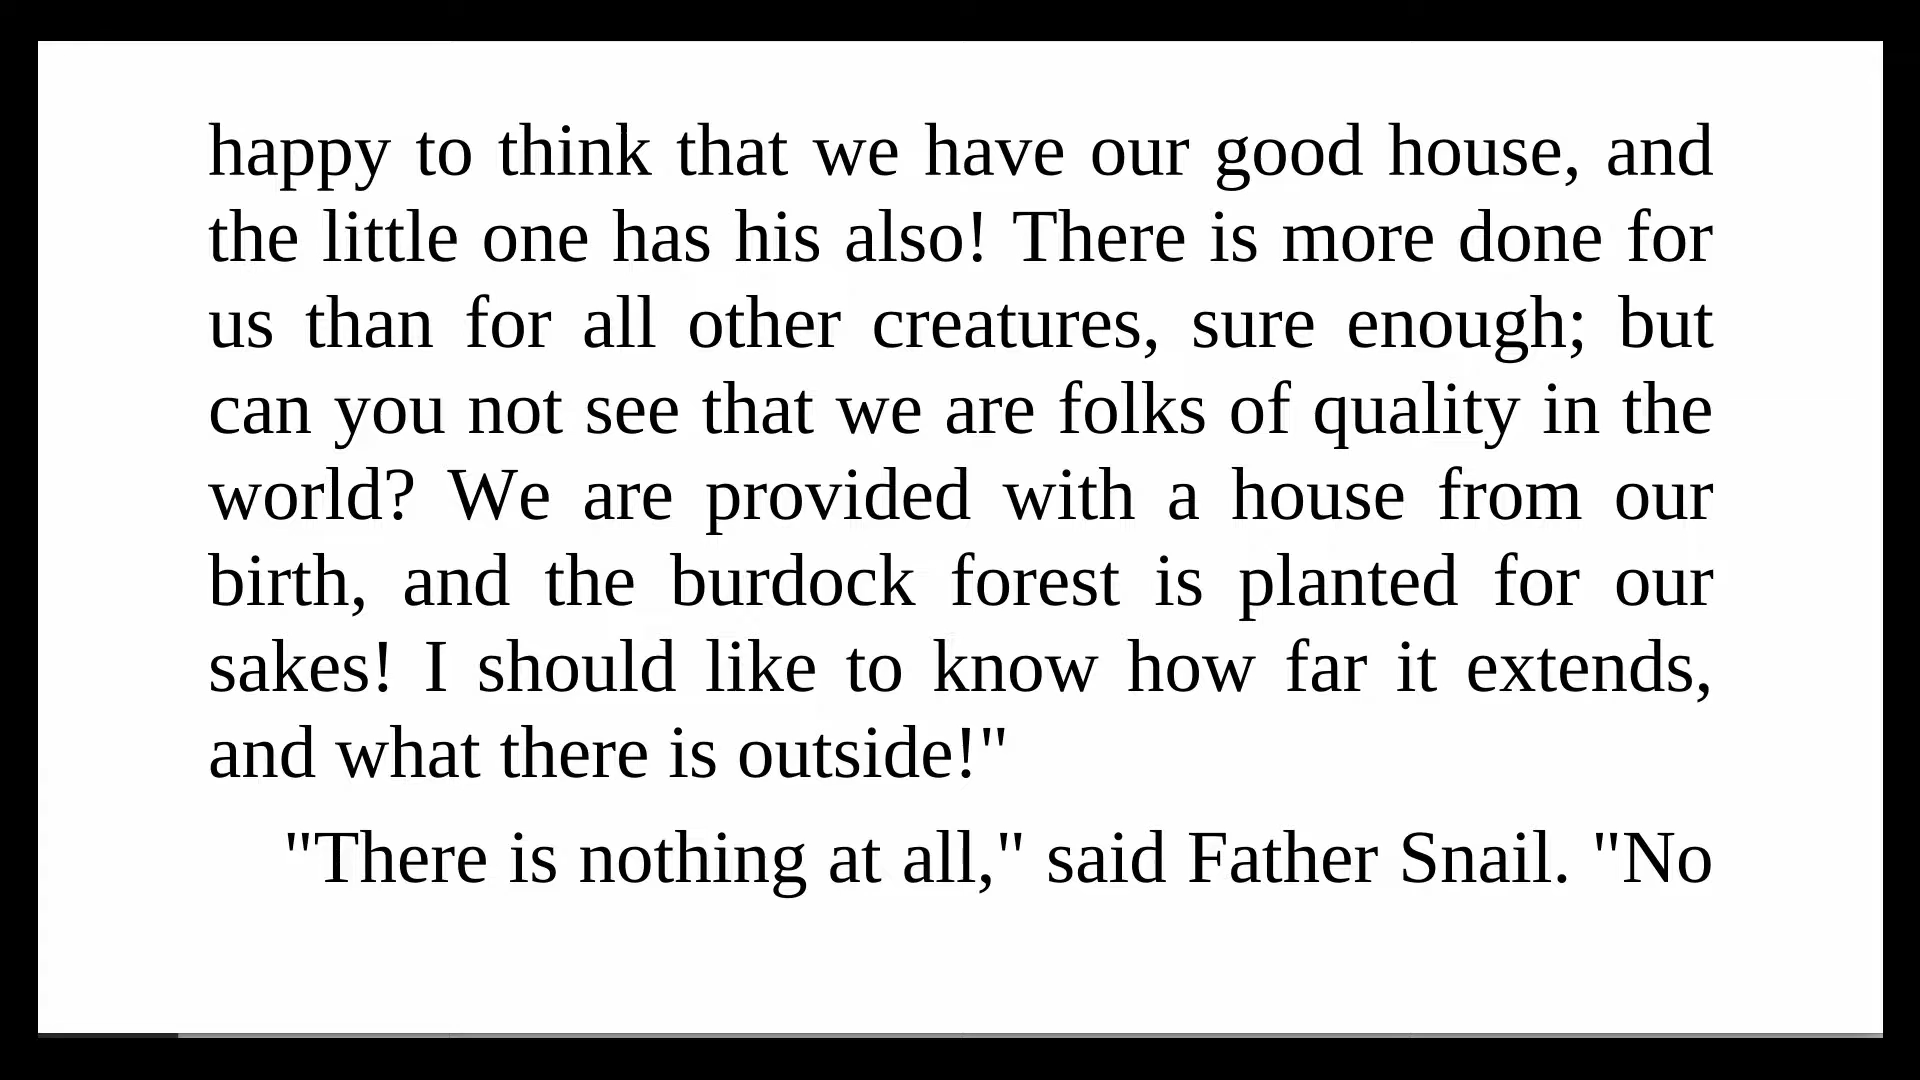 happy to think that we have our good house, and
the little one has his also! There is more done for
us than for all other creatures, sure enough; but
can you not see that we are folks of quality in the
world? We are provided with a house from our
birth, and the burdock forest is planted for our
sakes! I should like to know how far it extends,
and what there is outside!"
"There is nothing at all," said Father Snail. "No